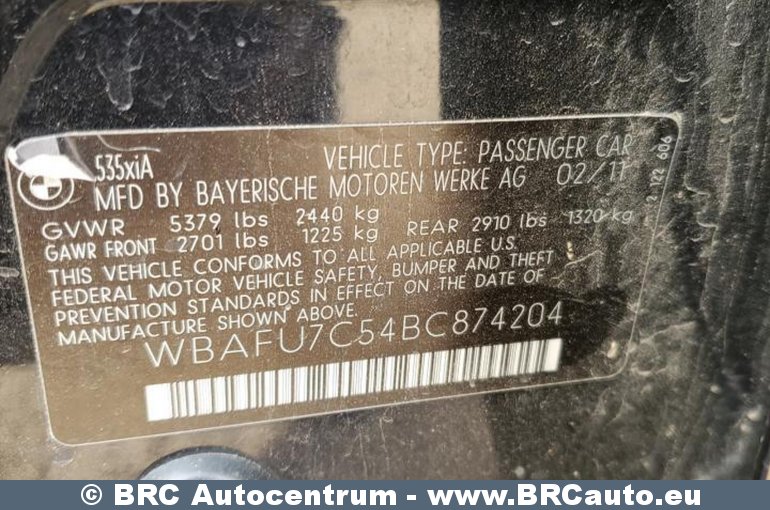 535xiA VEHICLE TYPE: PASSENGER CAR
MFD BY BAYERISCHE MOTOREN WERKE AG 02/11
GVWR 5379 lbs 2440 kg
GAWR FRONT 2701 lbs 1225 kg REAR 2910 lbs 1320 kg
THIS VEHICLE CONFORMS TO ALL APPLICABLE U.S.
FEDERAL MOTOR VEHICLE SAFETY, BUMPER AND THEFT
PREVENTION STANDARDS IN EFFECT ON THE DATE OF
MANUFACTURE SHOWN ABOVE.
WBAFU7C54BC874204
2 122 606
© BRC Autocentrum - www.BRCauto.eu